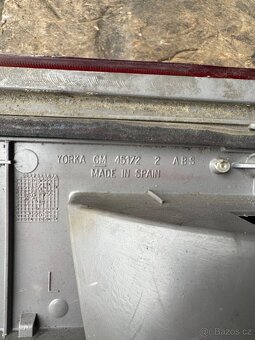 YORKA GM 45172 2 ABS
MADE IN SPAIN
Bazos.cz